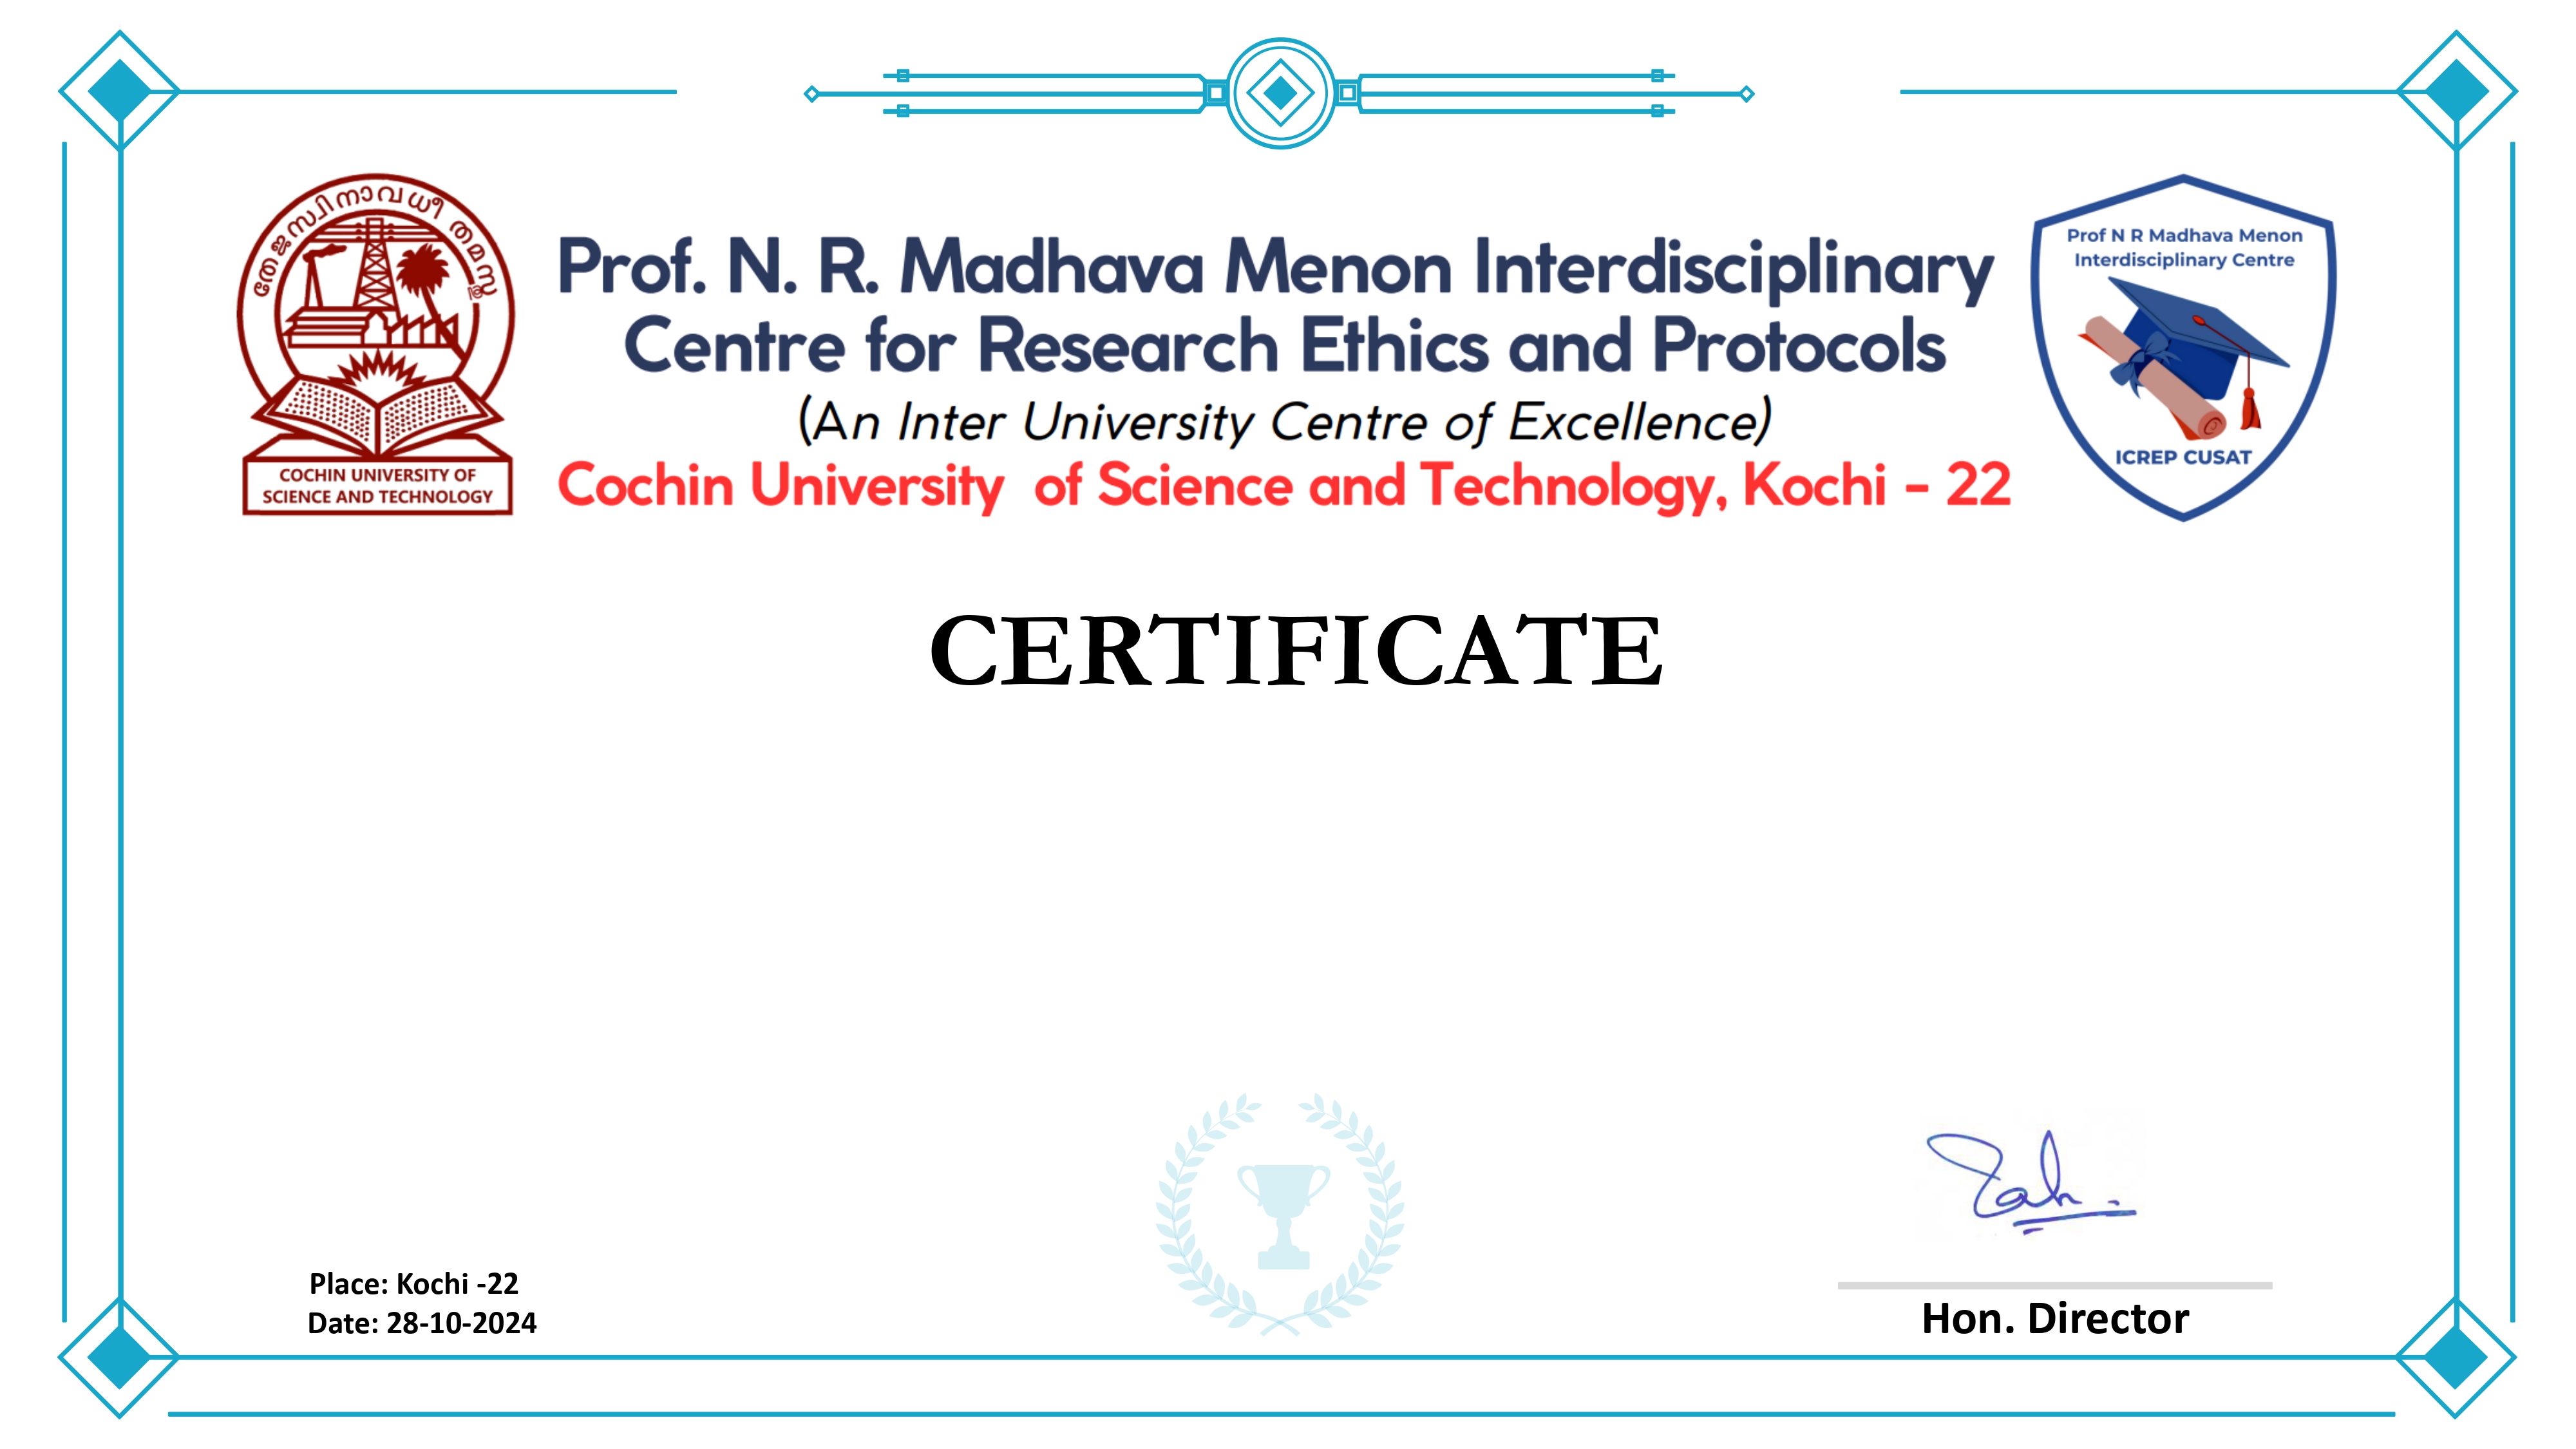 തേജസ്വിനാവധീതമസ്തു
COCHIN UNIVERSITY OF
SCIENCE AND TECHNOLOGY
Prof. N. R. Madhava Menon Interdisciplinary
Centre for Research Ethics and Protocols
(An Inter University Centre of Excellence)
Cochin University of Science and Technology, Kochi - 22
Prof N R Madhava Menon
Interdisciplinary Centre
ICREP CUSAT
CERTIFICATE
Place: Kochi -22
Date: 28-10-2024
Hon. Director